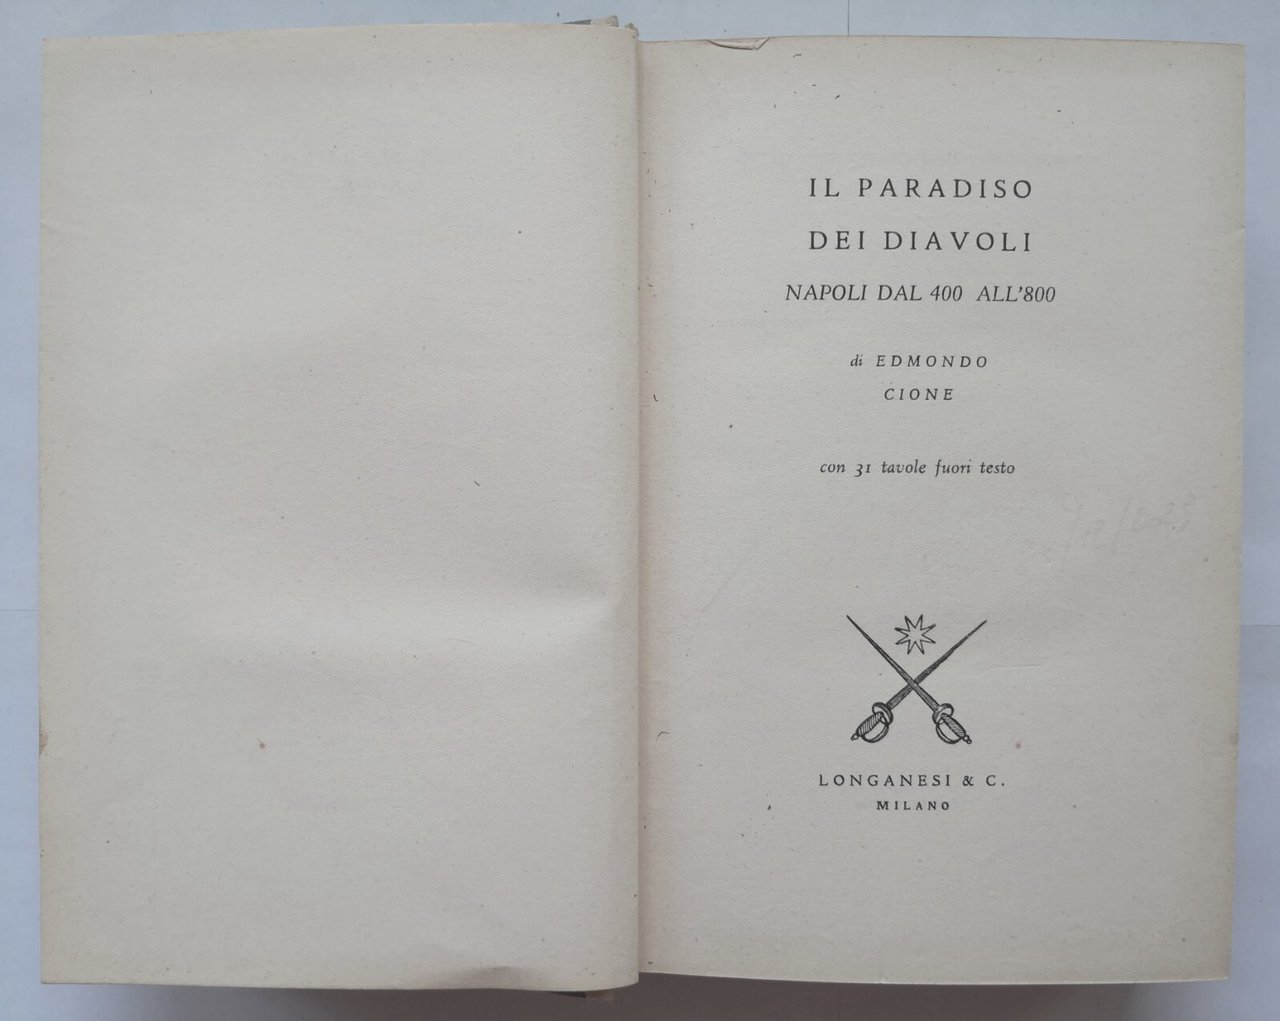 IL PARADISO
DEI DIAVOLI
NAPOLI DAL 400 ALL'800
di EDMONDO
CIONE
con 31 tavole fuori testo
LONGANESI & C.
MILANO